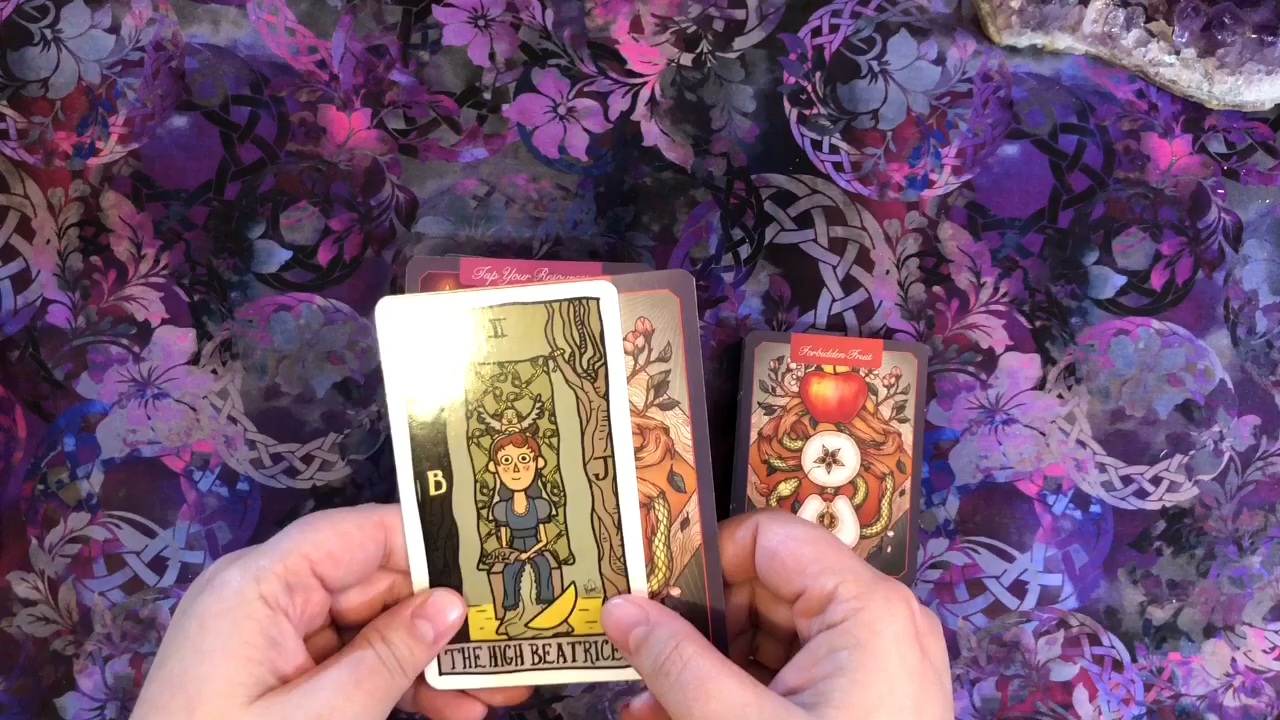 Tap Your Resources
II
Forbidden Fruit
B
J
THE HIGH BEATRICE